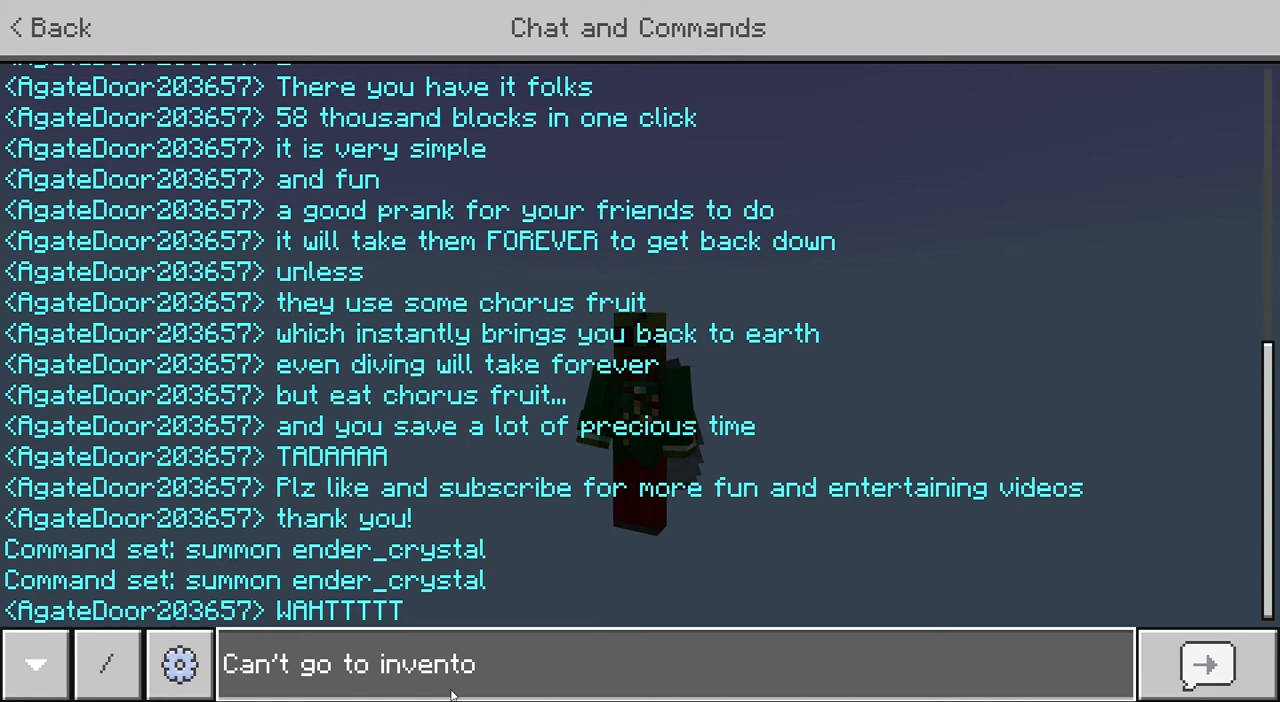 < Back
Chat and Commands
<AgateDoor203657> There you have it folks
<AgateDoor203657> 58 thousand blocks in one click
<AgateDoor203657> it is very simple
<AgateDoor203657> and fun
<AgateDoor203657> a good prank for your friends to do
<AgateDoor203657> it will take them FOREVER to get back down
<AgateDoor203657> unless
<AgateDoor203657> they use some chorus fruit
<AgateDoor203657> which instantly brings you back to earth
<AgateDoor203657> even diving will take forever
<AgateDoor203657> but eat chorus fruit...
<AgateDoor203657> and you save a lot of precious time
<AgateDoor203657> TADAAAA
<AgateDoor203657> Plz like and subscribe for more fun and entertaining videos
<AgateDoor203657> thank you!
Command set: summon ender_crystal
Command set: summon ender_crystal
<AgateDoor203657> WAHTTTTT
/
Can't go to invento